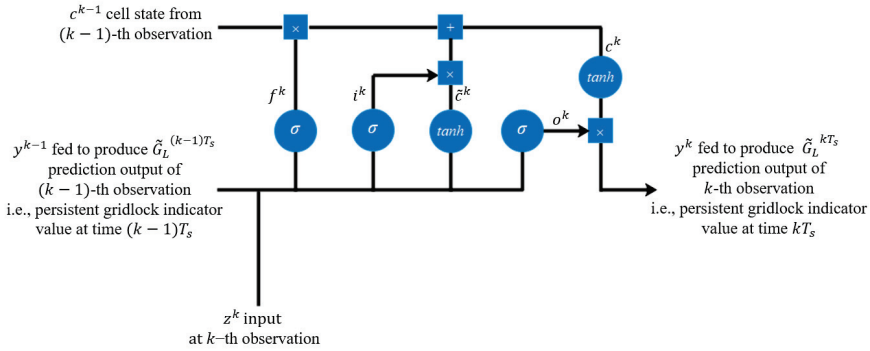 c^{k−1} cell state from
(k − 1)-th observation
×
+
c^k
×
tanh
f^k
i^k
c̃^k
σ
σ
tanh
σ
o^k
×
y^{k−1} fed to produce G̃_L^{(k−1)T_s}
prediction output of
(k − 1)-th observation
i.e., persistent gridlock indicator
value at time (k − 1)T_s
y^k fed to produce G̃_L^{kT_s}
prediction output of
k-th observation
i.e., persistent gridlock indicator
value at time kT_s
z^k input
at k−th observation